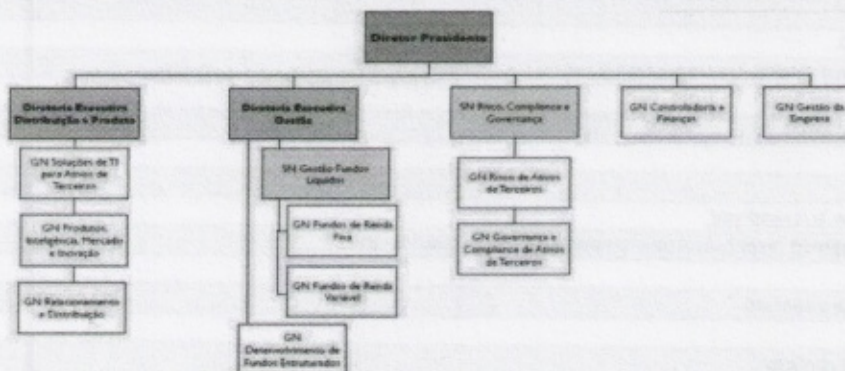 Diretor Presidente
Diretoria Executiva
Distribuição e Produto
Diretoria Executiva
Gestão
SN Risco, Compliance e
Governança
GN Controladoria e
Finanças
GN Gestão da
Empresa
GN Soluções de TI
para Ativos de
Terceiros
GN Produtos,
Inteligência, Mercado
e Inovação
GN Relacionamento
e Distribuição
SN Gestão Fundos
Líquidos
GN Fundos de Renda
Fixa
GN Fundos de Renda
Variável
GN
Desenvolvimento de
Fundos Estruturados
GN Risco de Ativos
de Terceiros
GN Governança e
Compliance de Ativos
de Terceiros